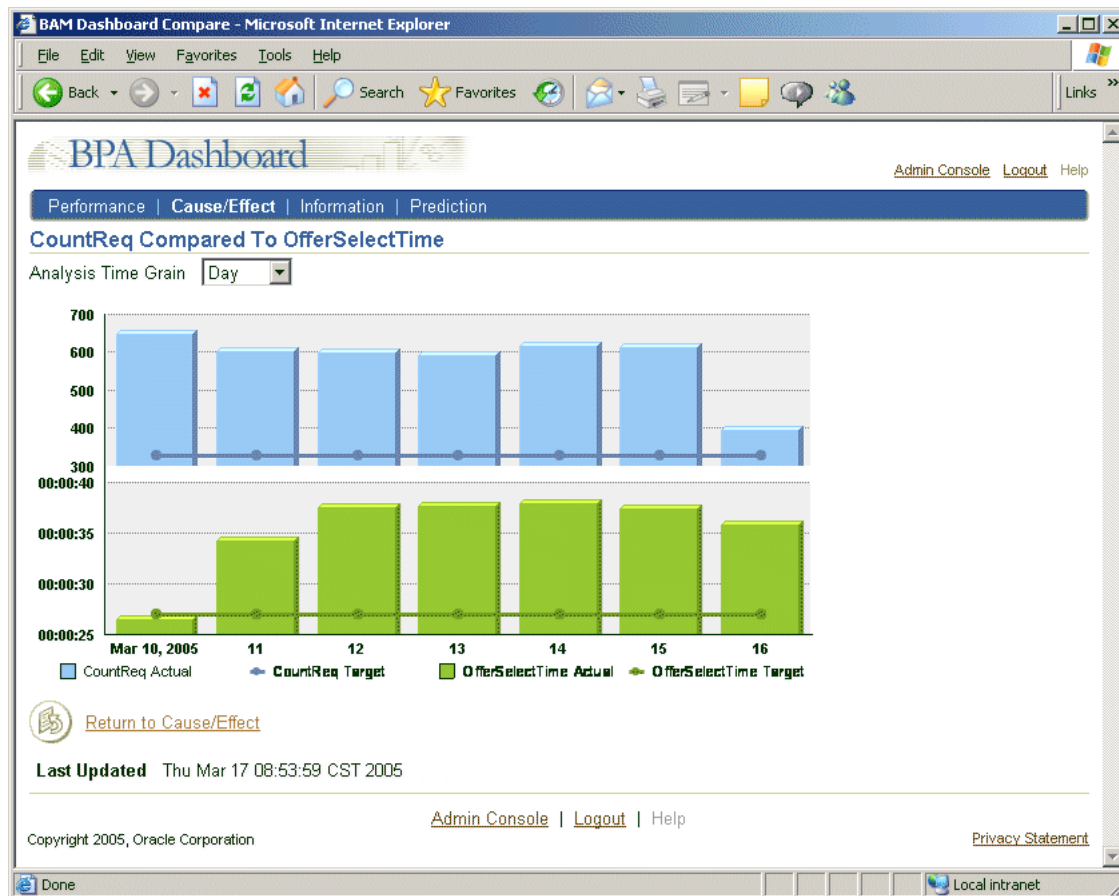 BAM Dashboard Compare - Microsoft Internet Explorer
File Edit View Favorites Tools Help
Back Search Favorites Links »
BPA Dashboard
Admin Console Logout Help
Performance | Cause/Effect | Information | Prediction
CountReq Compared To OfferSelectTime
Analysis Time Grain Day
700
600
500
400
300
00:00:40
00:00:35
00:00:30
00:00:25
Mar 10, 2005 11 12 13 14 15 16
CountReq Actual CountReq Target OfferSelectTime Actual OfferSelectTime Target
Return to Cause/Effect
Last Updated Thu Mar 17 08:53:59 CST 2005
Admin Console | Logout | Help
Copyright 2005, Oracle Corporation Privacy Statement
Done Local intranet